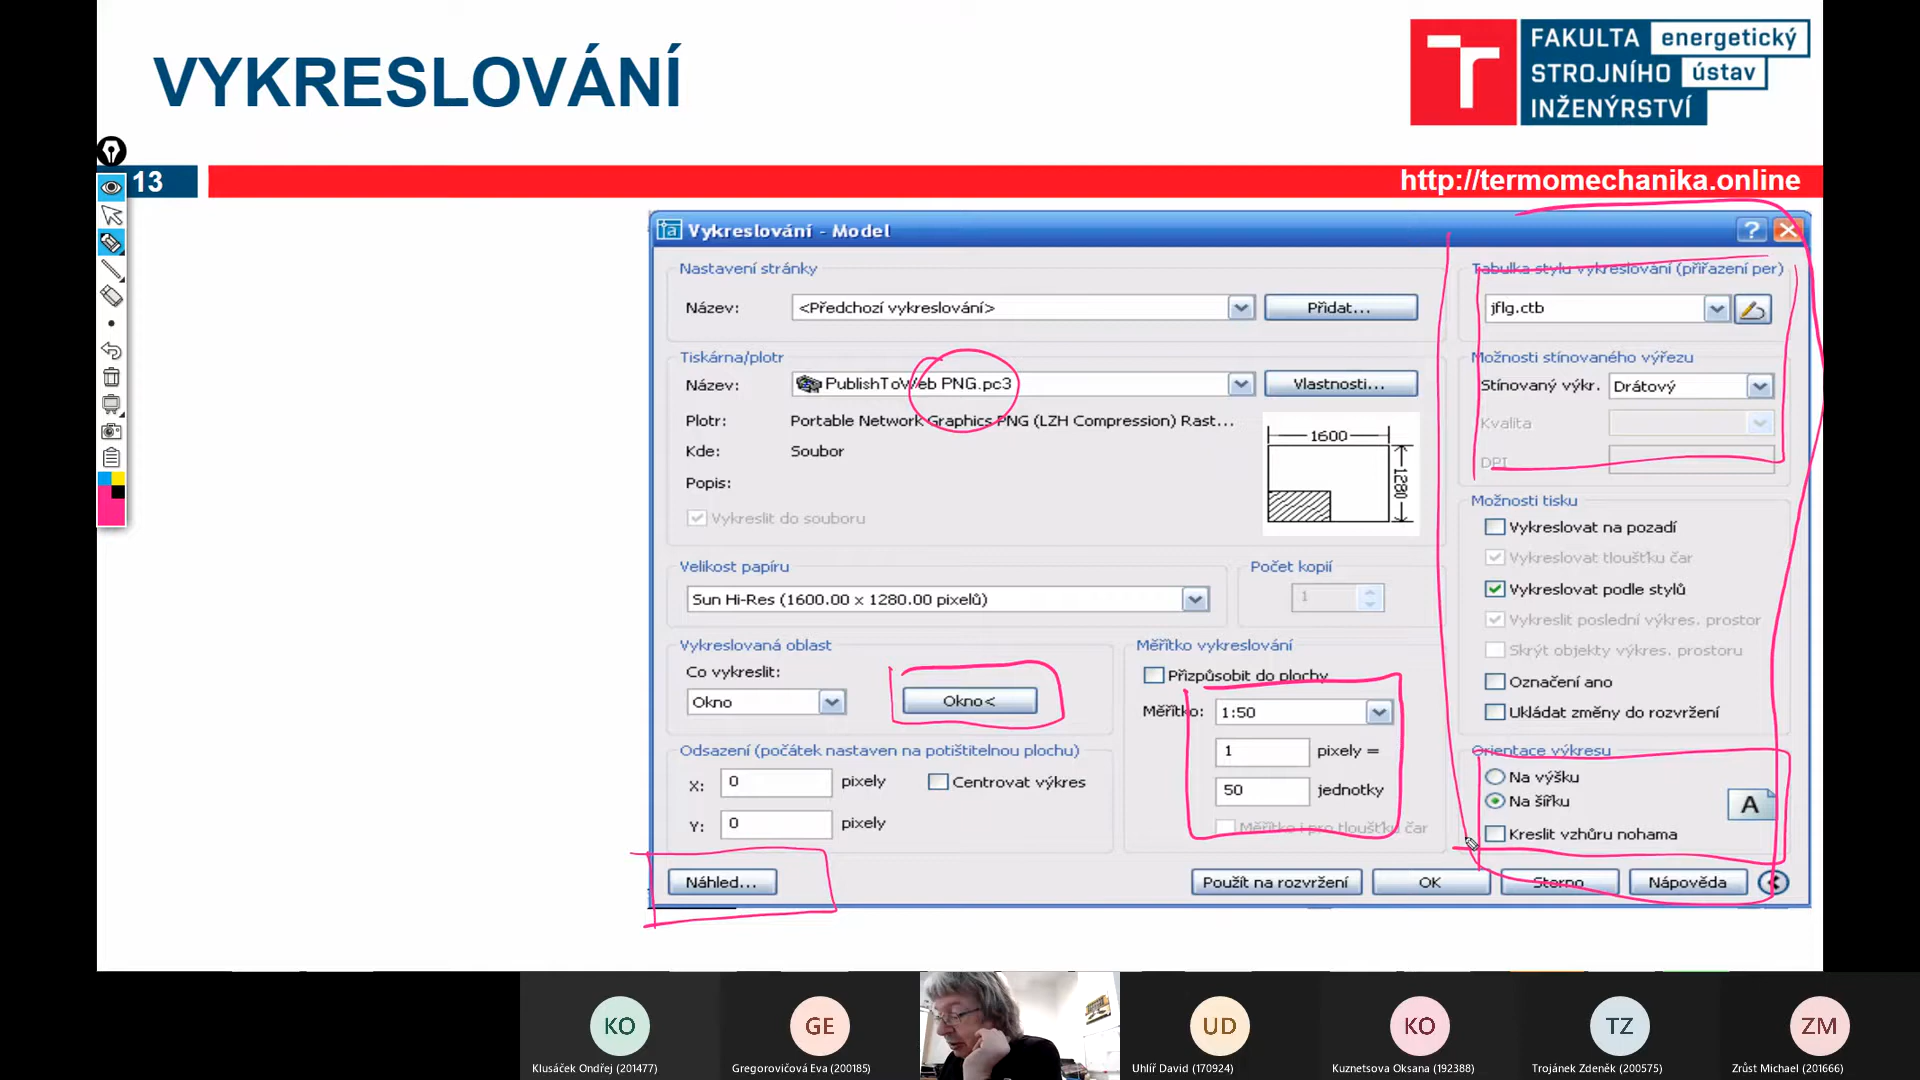 VYKRESLOVÁNÍ
FAKULTA energetický
STROJNÍHO ústav
INŽENÝRSTVÍ
13
http://termomechanika.online
Vykreslování - Model
Nastavení stránky
Název: <Předchozí vykreslování> Přidat...
Tiskárna/plotr
Název: PublishToWeb PNG.pc3 Vlastnosti...
Plotr: Portable Network Graphics PNG (LZH Compression) Rast...
Kde: Soubor
Popis:
Vykreslit do souboru
1600
1280
Velikost papíru
Sun Hi-Res (1600.00 x 1280.00 pixelů)
Počet kopií
1
Vykreslovaná oblast
Co vykreslit:
Okno Okno<
Měřítko vykreslování
Přizpůsobit do plochy
Měřítko: 1:50
1 pixely =
50 jednotky
Měřítko i pro tloušťku čar
Odsazení (počátek nastaven na potištitelnou plochu)
X: 0 pixely Centrovat výkres
Y: 0 pixely
Tabulka stylu vykreslování (přiřazení per)
jflg.ctb
Možnosti stínovaného výřezu
Stínovaný výkr. Drátový
Kvalita
DPI
Možnosti tisku
Vykreslovat na pozadí
Vykreslovat tloušťku čar
Vykreslovat podle stylů
Vykreslit poslední výkres. prostor
Skrýt objekty výkres. prostoru
Označení ano
Ukládat změny do rozvržení
Orientace výkresu
Na výšku
Na šířku
Kreslit vzhůru nohama
A
Náhled... Použít na rozvržení OK Storno Nápověda
KO GE UD KO TZ ZM
Klusáček Ondřej (201477) Gregorovičová Eva (200185) Uhlíř David (170924) Kuznetsova Oksana (192388) Trojánek Zdeněk (200575) Zrůst Michael (201666)